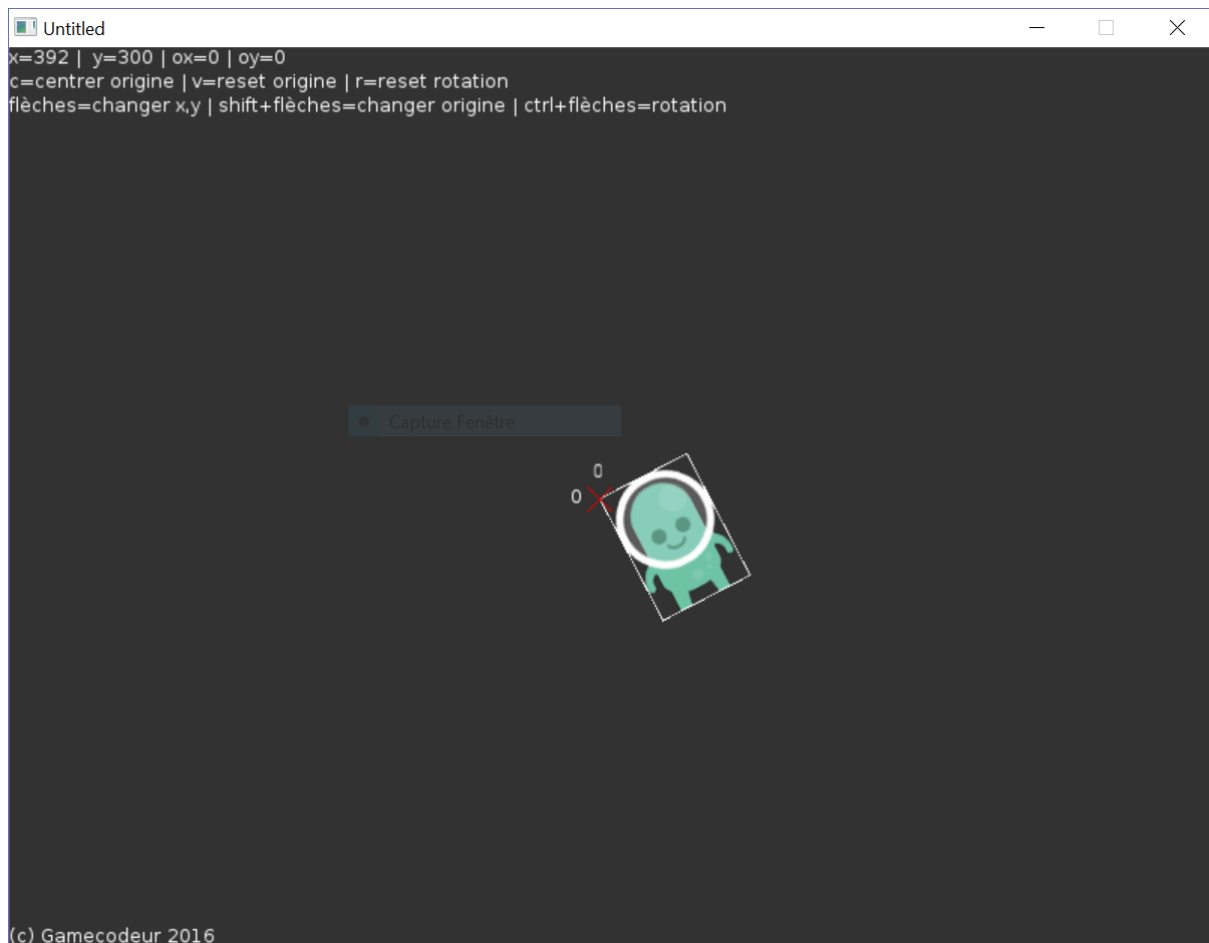 Untitled
x=392 | y=300 | ox=0 | oy=0
c=centrer origine | v=reset origine | r=reset rotation
flèches=changer x,y | shift+flèches=changer origine | ctrl+flèches=rotation
Capture Fenêtre
0
0
(c) Gamecodeur 2016